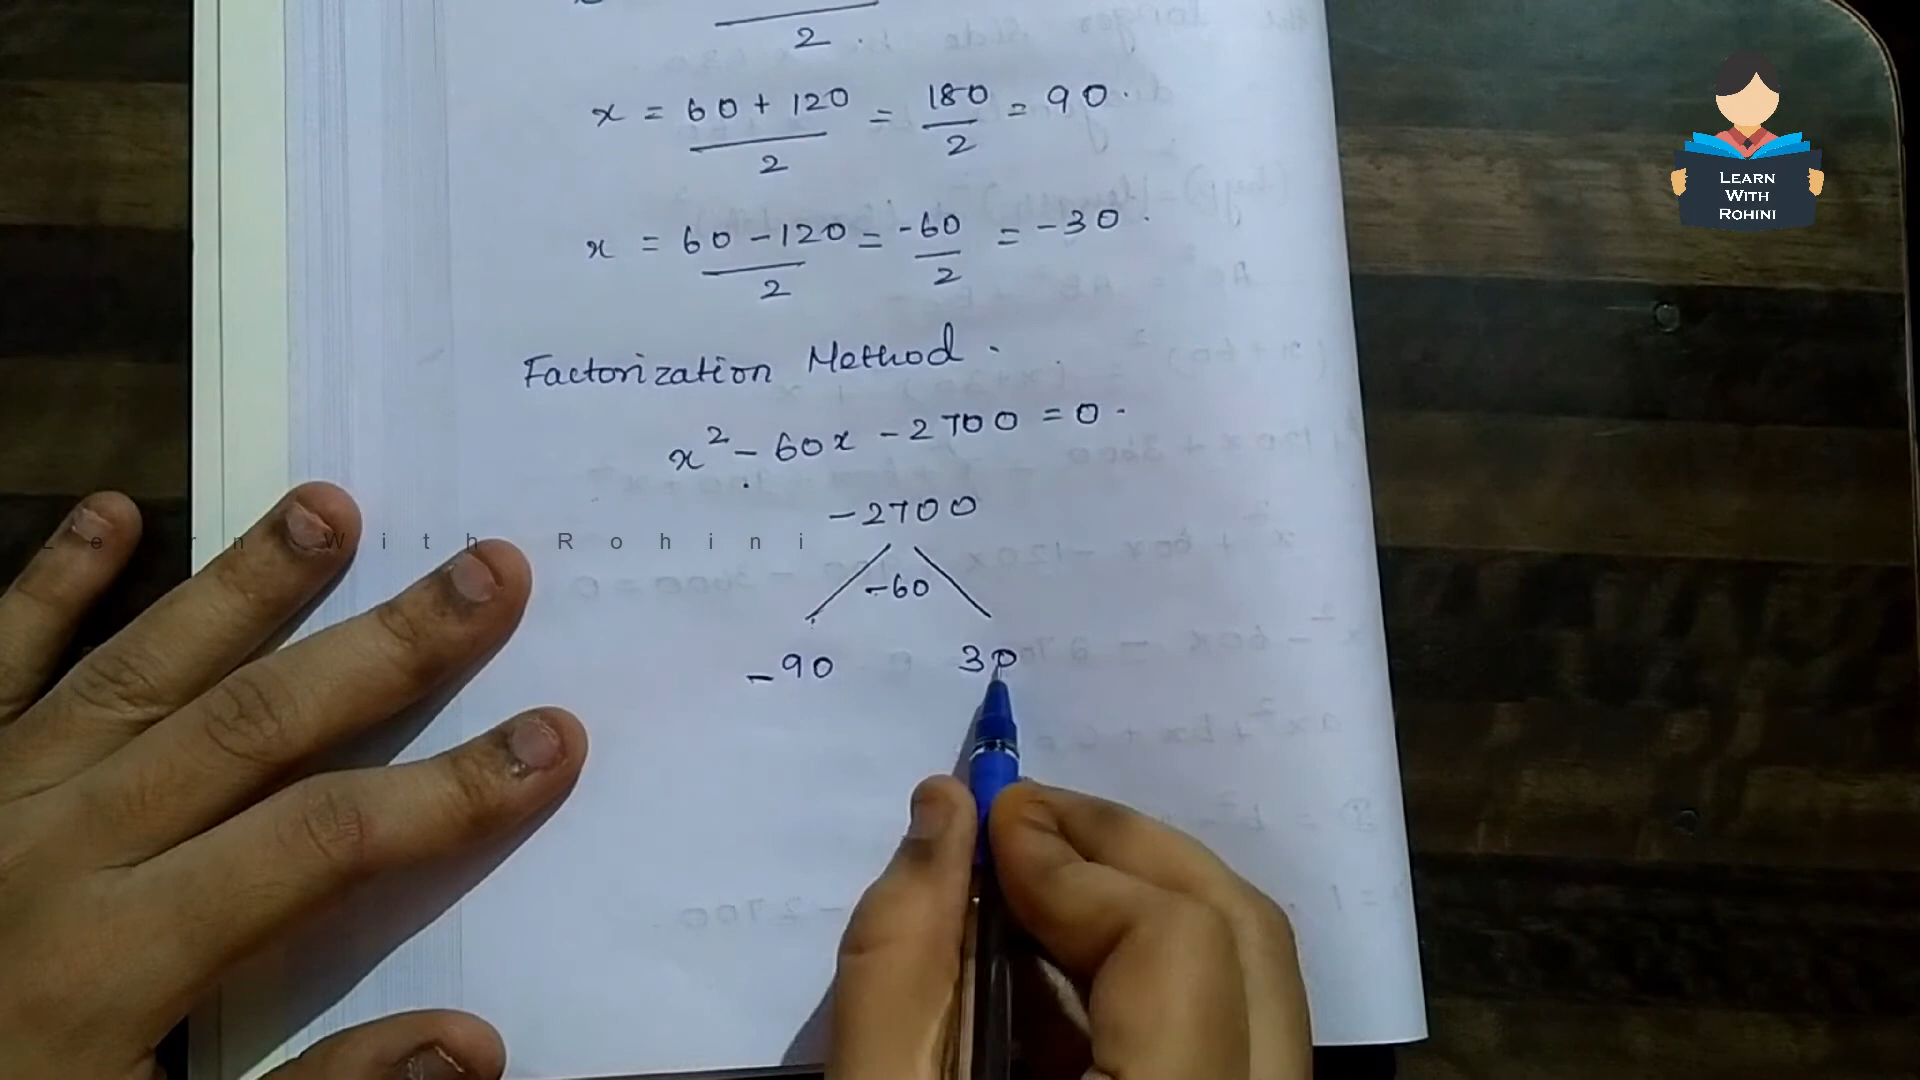 2
x = 60 + 120 / 2 = 180 / 2 = 90.
x = 60 - 120 / 2 = -60 / 2 = -30.
Factorization Method.
x² - 60x - 2700 = 0.
-2700
-60
-90 30
Learn With Rohini
LEARN
WITH
ROHINI